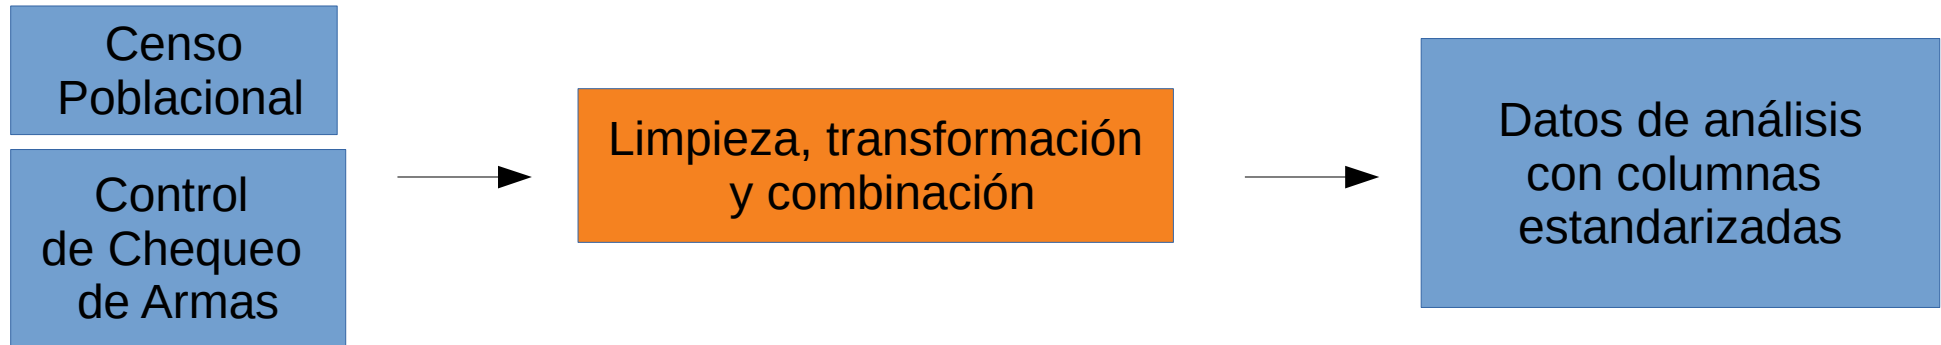 Censo
Poblacional
Control
de Chequeo
de Armas
Limpieza, transformación
y combinación
Datos de análisis
con columnas
estandarizadas